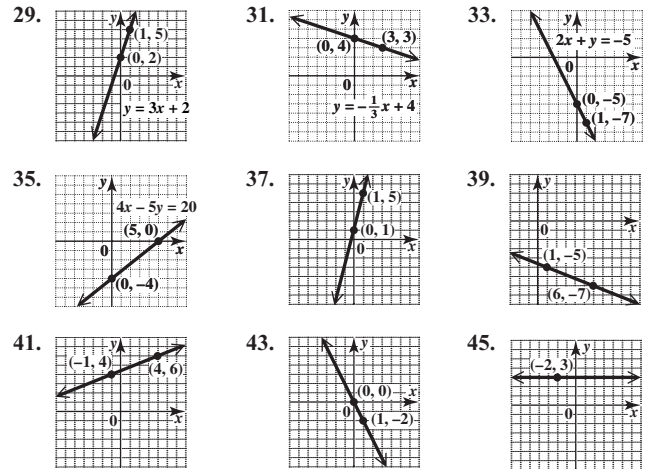 29.
y
(1, 5)
(0, 2)
x
0
y = 3x + 2
31.
y
(3, 3)
(0, 4)
x
0
y = -\frac{1}{3}x + 4
33.
y
2x + y = –5
0
x
(0, –5)
(1, –7)
35.
y
4x – 5y = 20
(5, 0)
0
x
(0, –4)
37.
y
(1, 5)
(0, 1)
x
0
39.
y
x
0
(1, –5)
(6, –7)
41.
y
(–1, 4)
(4, 6)
0
x
43.
y
(0, 0)
x
0
(1, –2)
45.
y
(–2, 3)
x
0